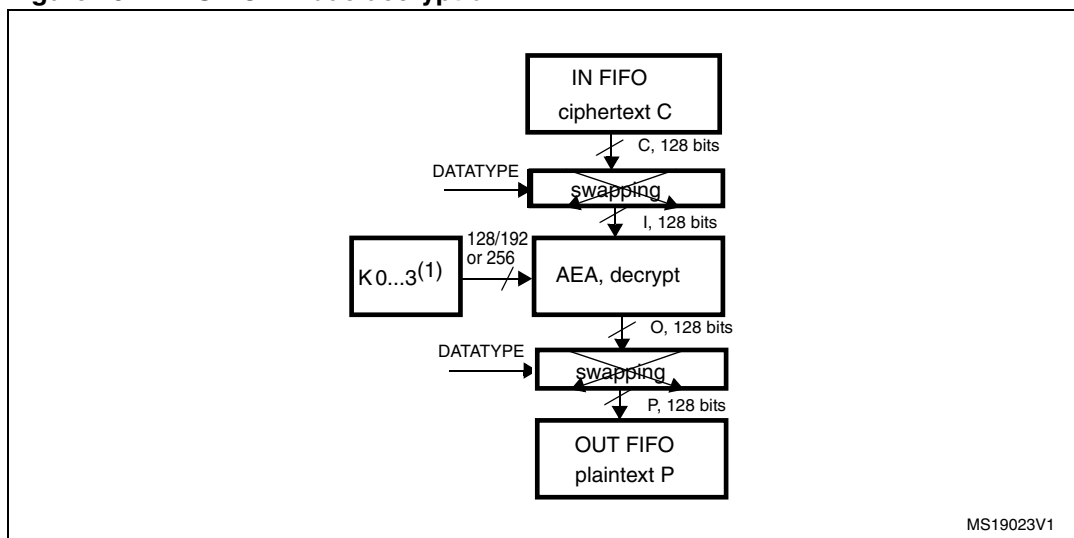 IN FIFO
ciphertext C
C, 128 bits
DATATYPE
swapping
I, 128 bits
128/192
or 256
K 0...3(1)
AEA, decrypt
O, 128 bits
DATATYPE
swapping
P, 128 bits
OUT FIFO
plaintext P
MS19023V1